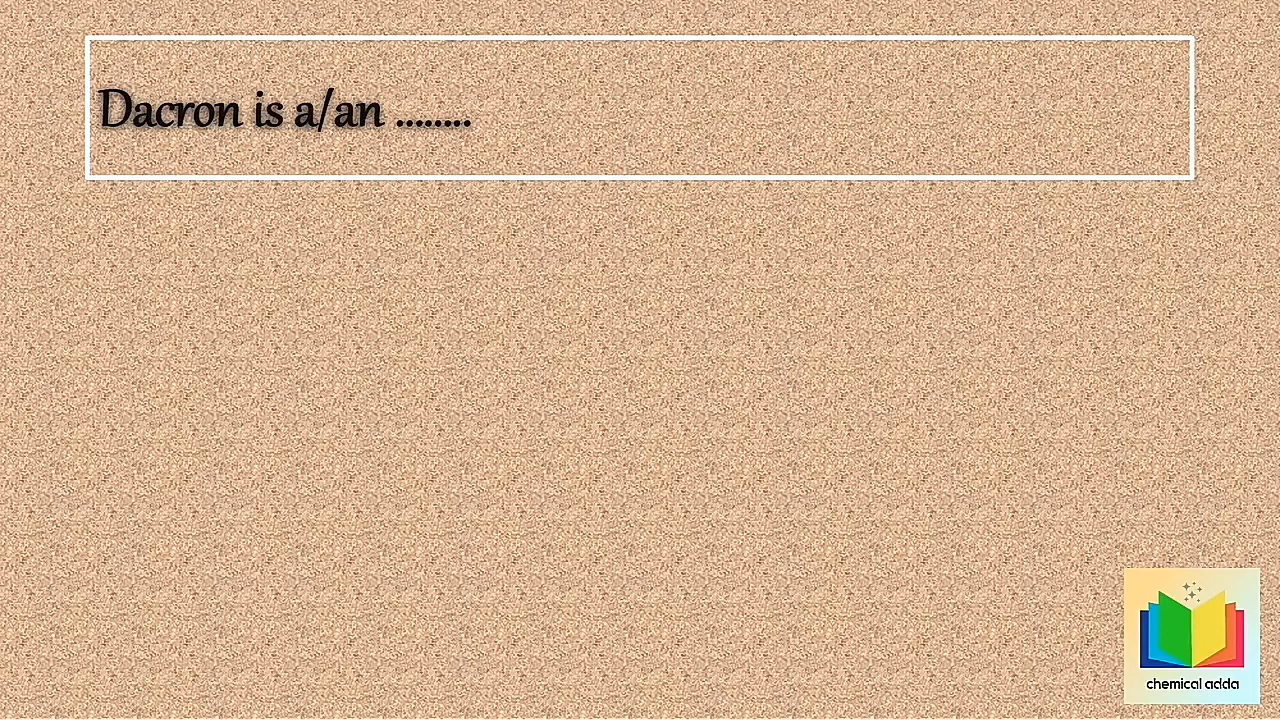 Dacron is a/an ........
chemical adda